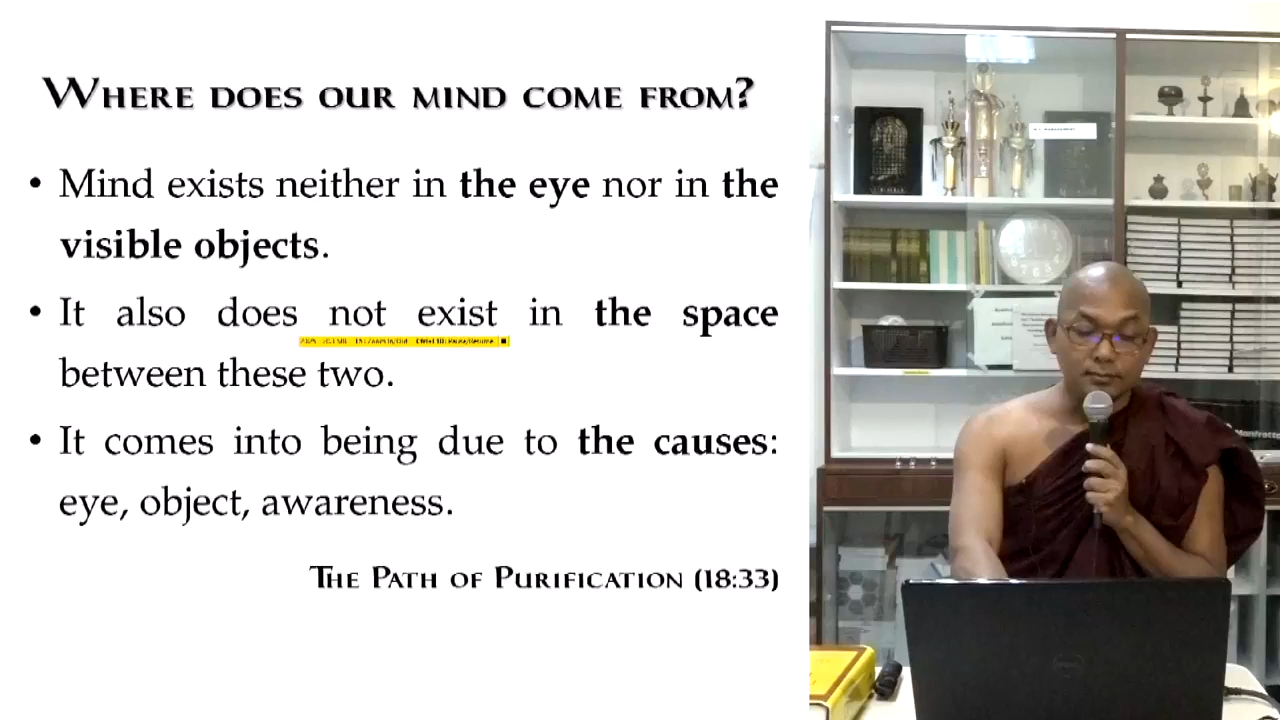 WHERE DOES OUR MIND COME FROM?
• Mind exists neither in the eye nor in the
visible objects.
• It also does not exist in the space
between these two.
• It comes into being due to the causes:
eye, object, awareness.
THE PATH OF PURIFICATION (18:33)
Manfrotto